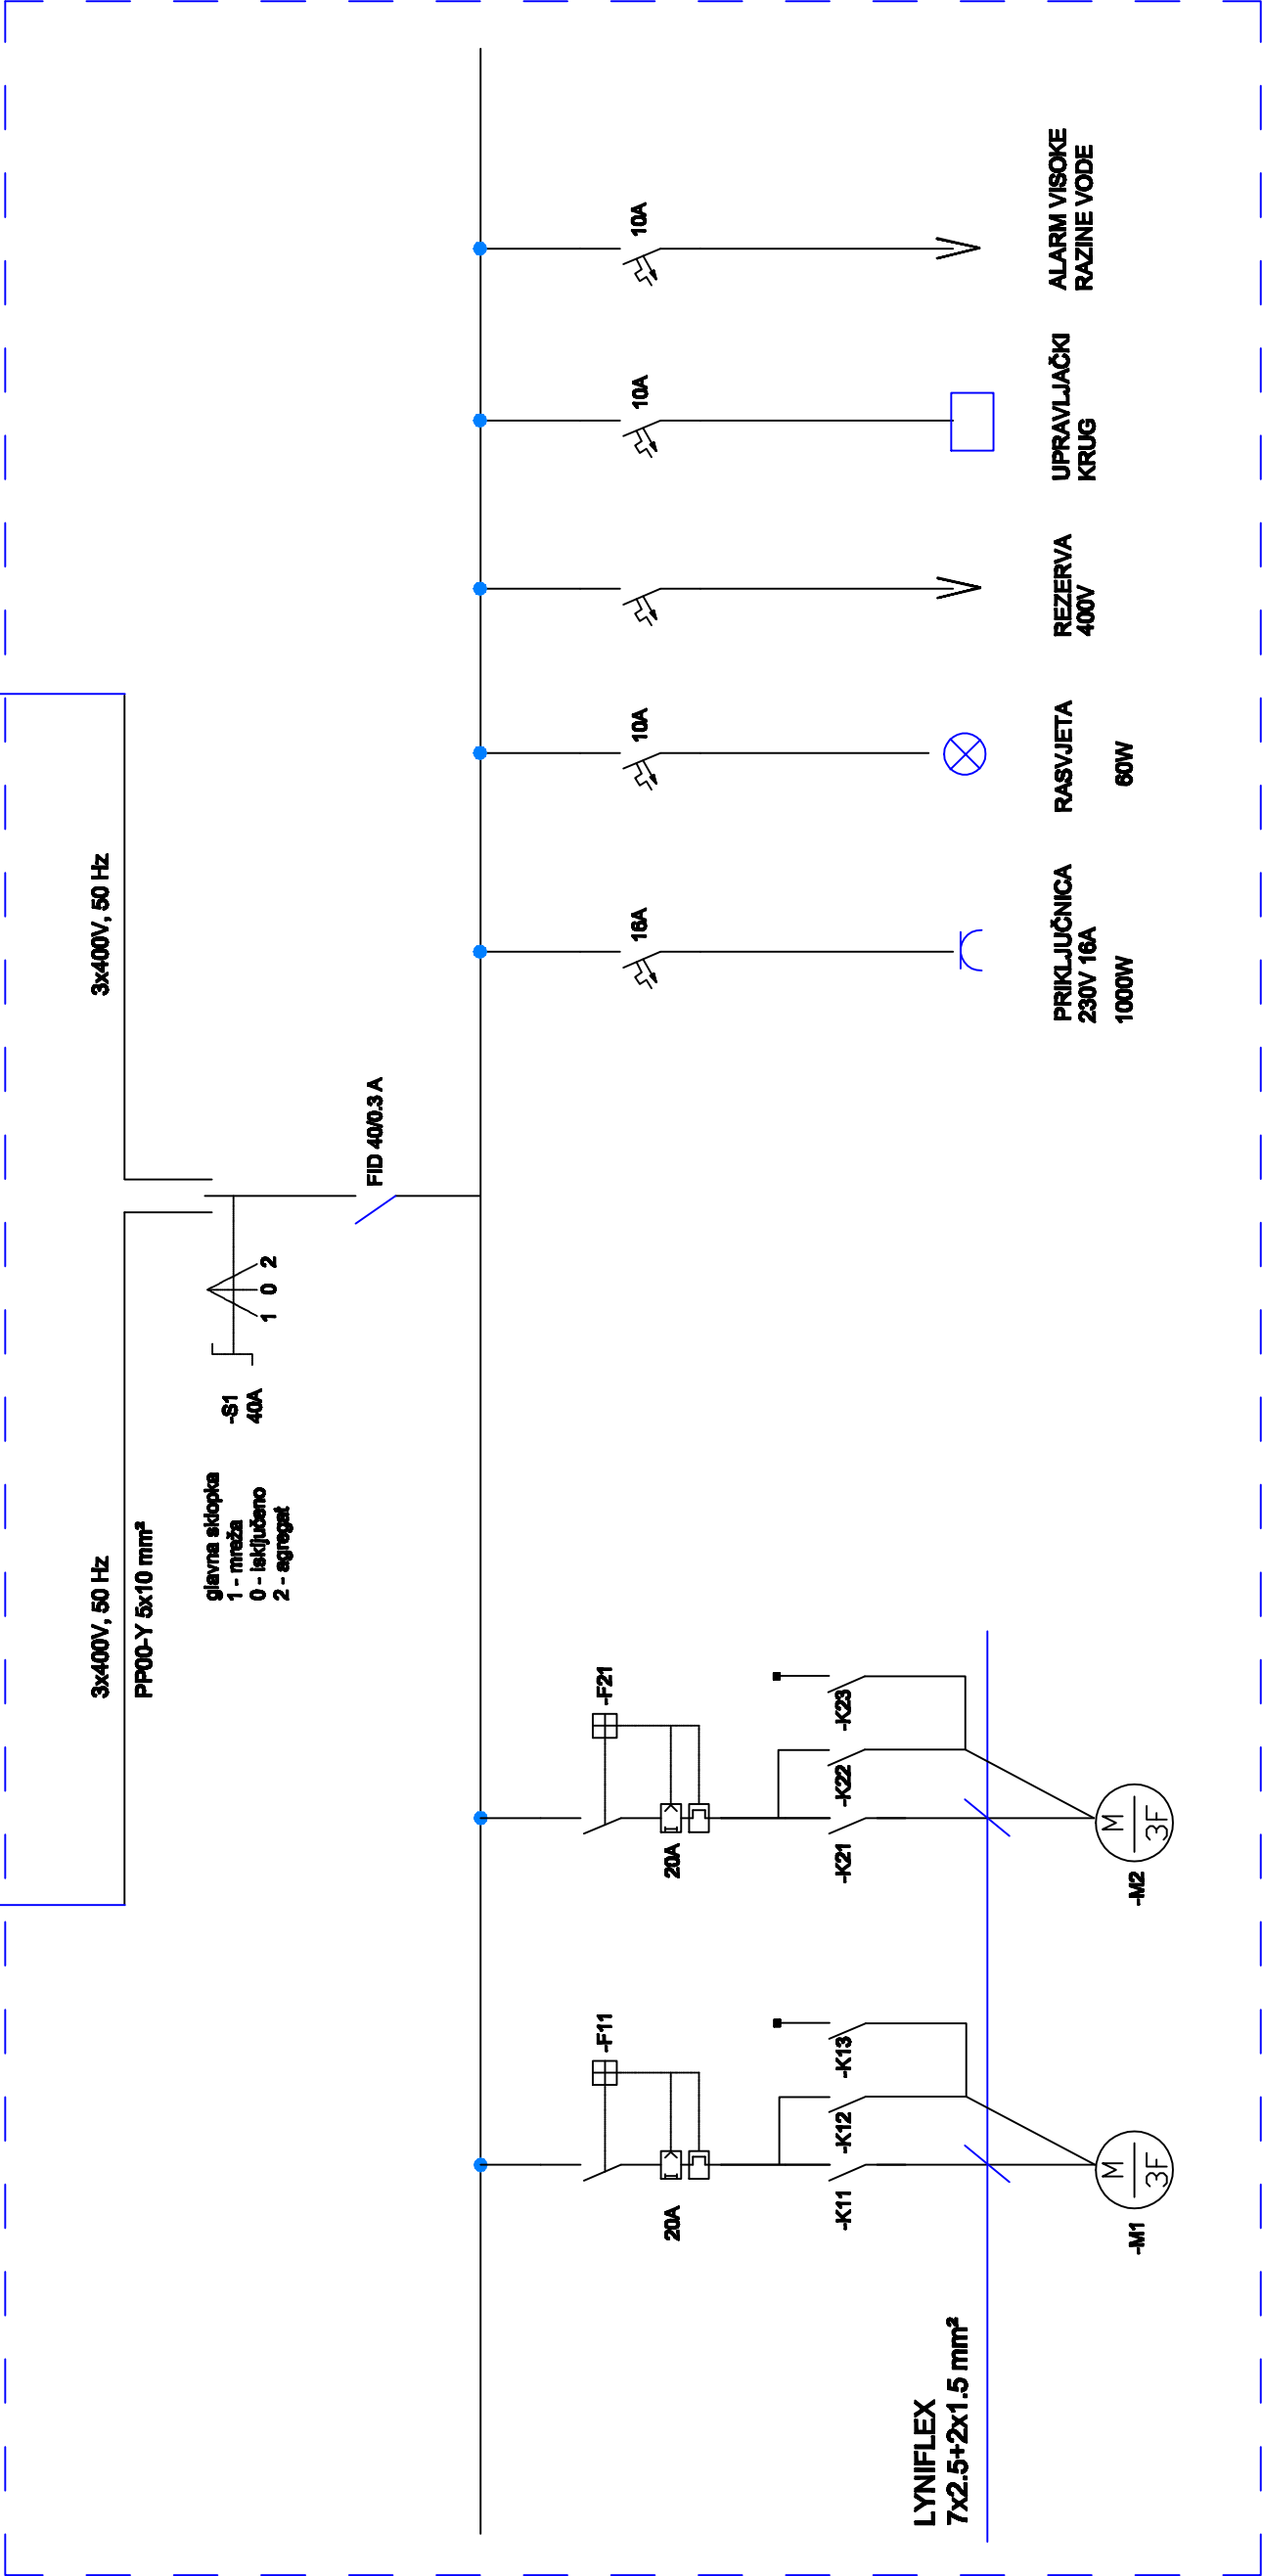 3x400V, 50 Hz
PP00-Y 5x10 mm²
3x400V, 50 Hz
glavna sklopka
1 - mreža
0 - isključeno
2 - agregat
-S1
40A
1 0 2
FID 40/0.3 A
-F11
20A
-K11
-K12
-K13
M
3F
-M1
-F21
20A
-K21
-K22
-K23
M
3F
-M2
LYNIFLEX
7x2.5+2x1.5 mm²
16A
PRIKLJUČNICA
230V 16A
1000W
10A
RASVJETA
60W
REZERVA
400V
10A
UPRAVLJAČKI
KRUG
10A
ALARM VISOKE
RAZINE VODE